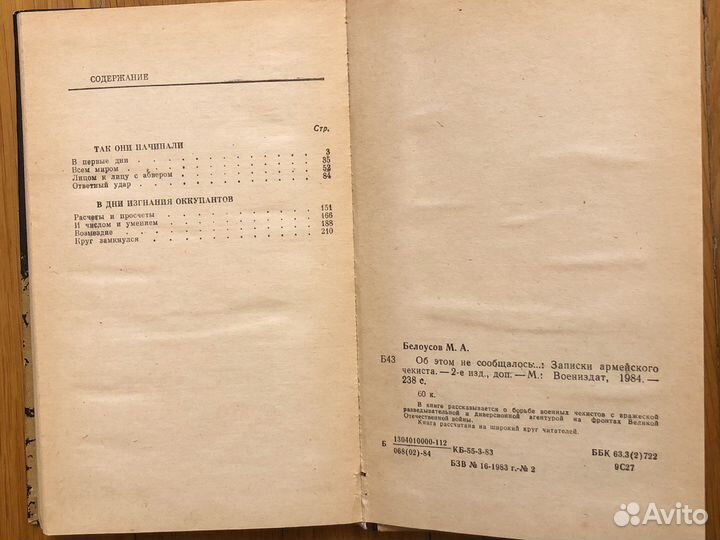 СОДЕРЖАНИЕ
Стр.
ТАК ОНИ НАЧИНАЛИ
В первые дни . . . . . . . . . . . 3
Всем миром . . . . . . . . . . . 35
Лицом к лицу с абвером . . . . . . . . . . . 52
Ответный удар . . . . . . . . . . . 84
В ДНИ ИЗГНАНИЯ ОККУПАНТОВ
Расчеты и просчеты . . . . . . . . . . . 151
И числом и умением . . . . . . . . . . . 166
Возмездие . . . . . . . . . . . 188
Круг замкнулся . . . . . . . . . . . 210
Белоусов М. А.
Б43 Об этом не сообщалось...: Записки армейского
чекиста. — 2-е изд., доп. — М.: Воениздат, 1984. —
238 с.
60 к.
В книге рассказывается о борьбе военных чекистов с вражеской
разведывательной и диверсионной агентурой на фронтах Великой
Отечественной войны.
Книга рассчитана на широкий круг читателей.
Б 1304010000-112 КБ-55-3-83 ББК 63.3(2)722
068(02)-84 9С27
БЗВ № 16-1983 г.-№ 2
Avito